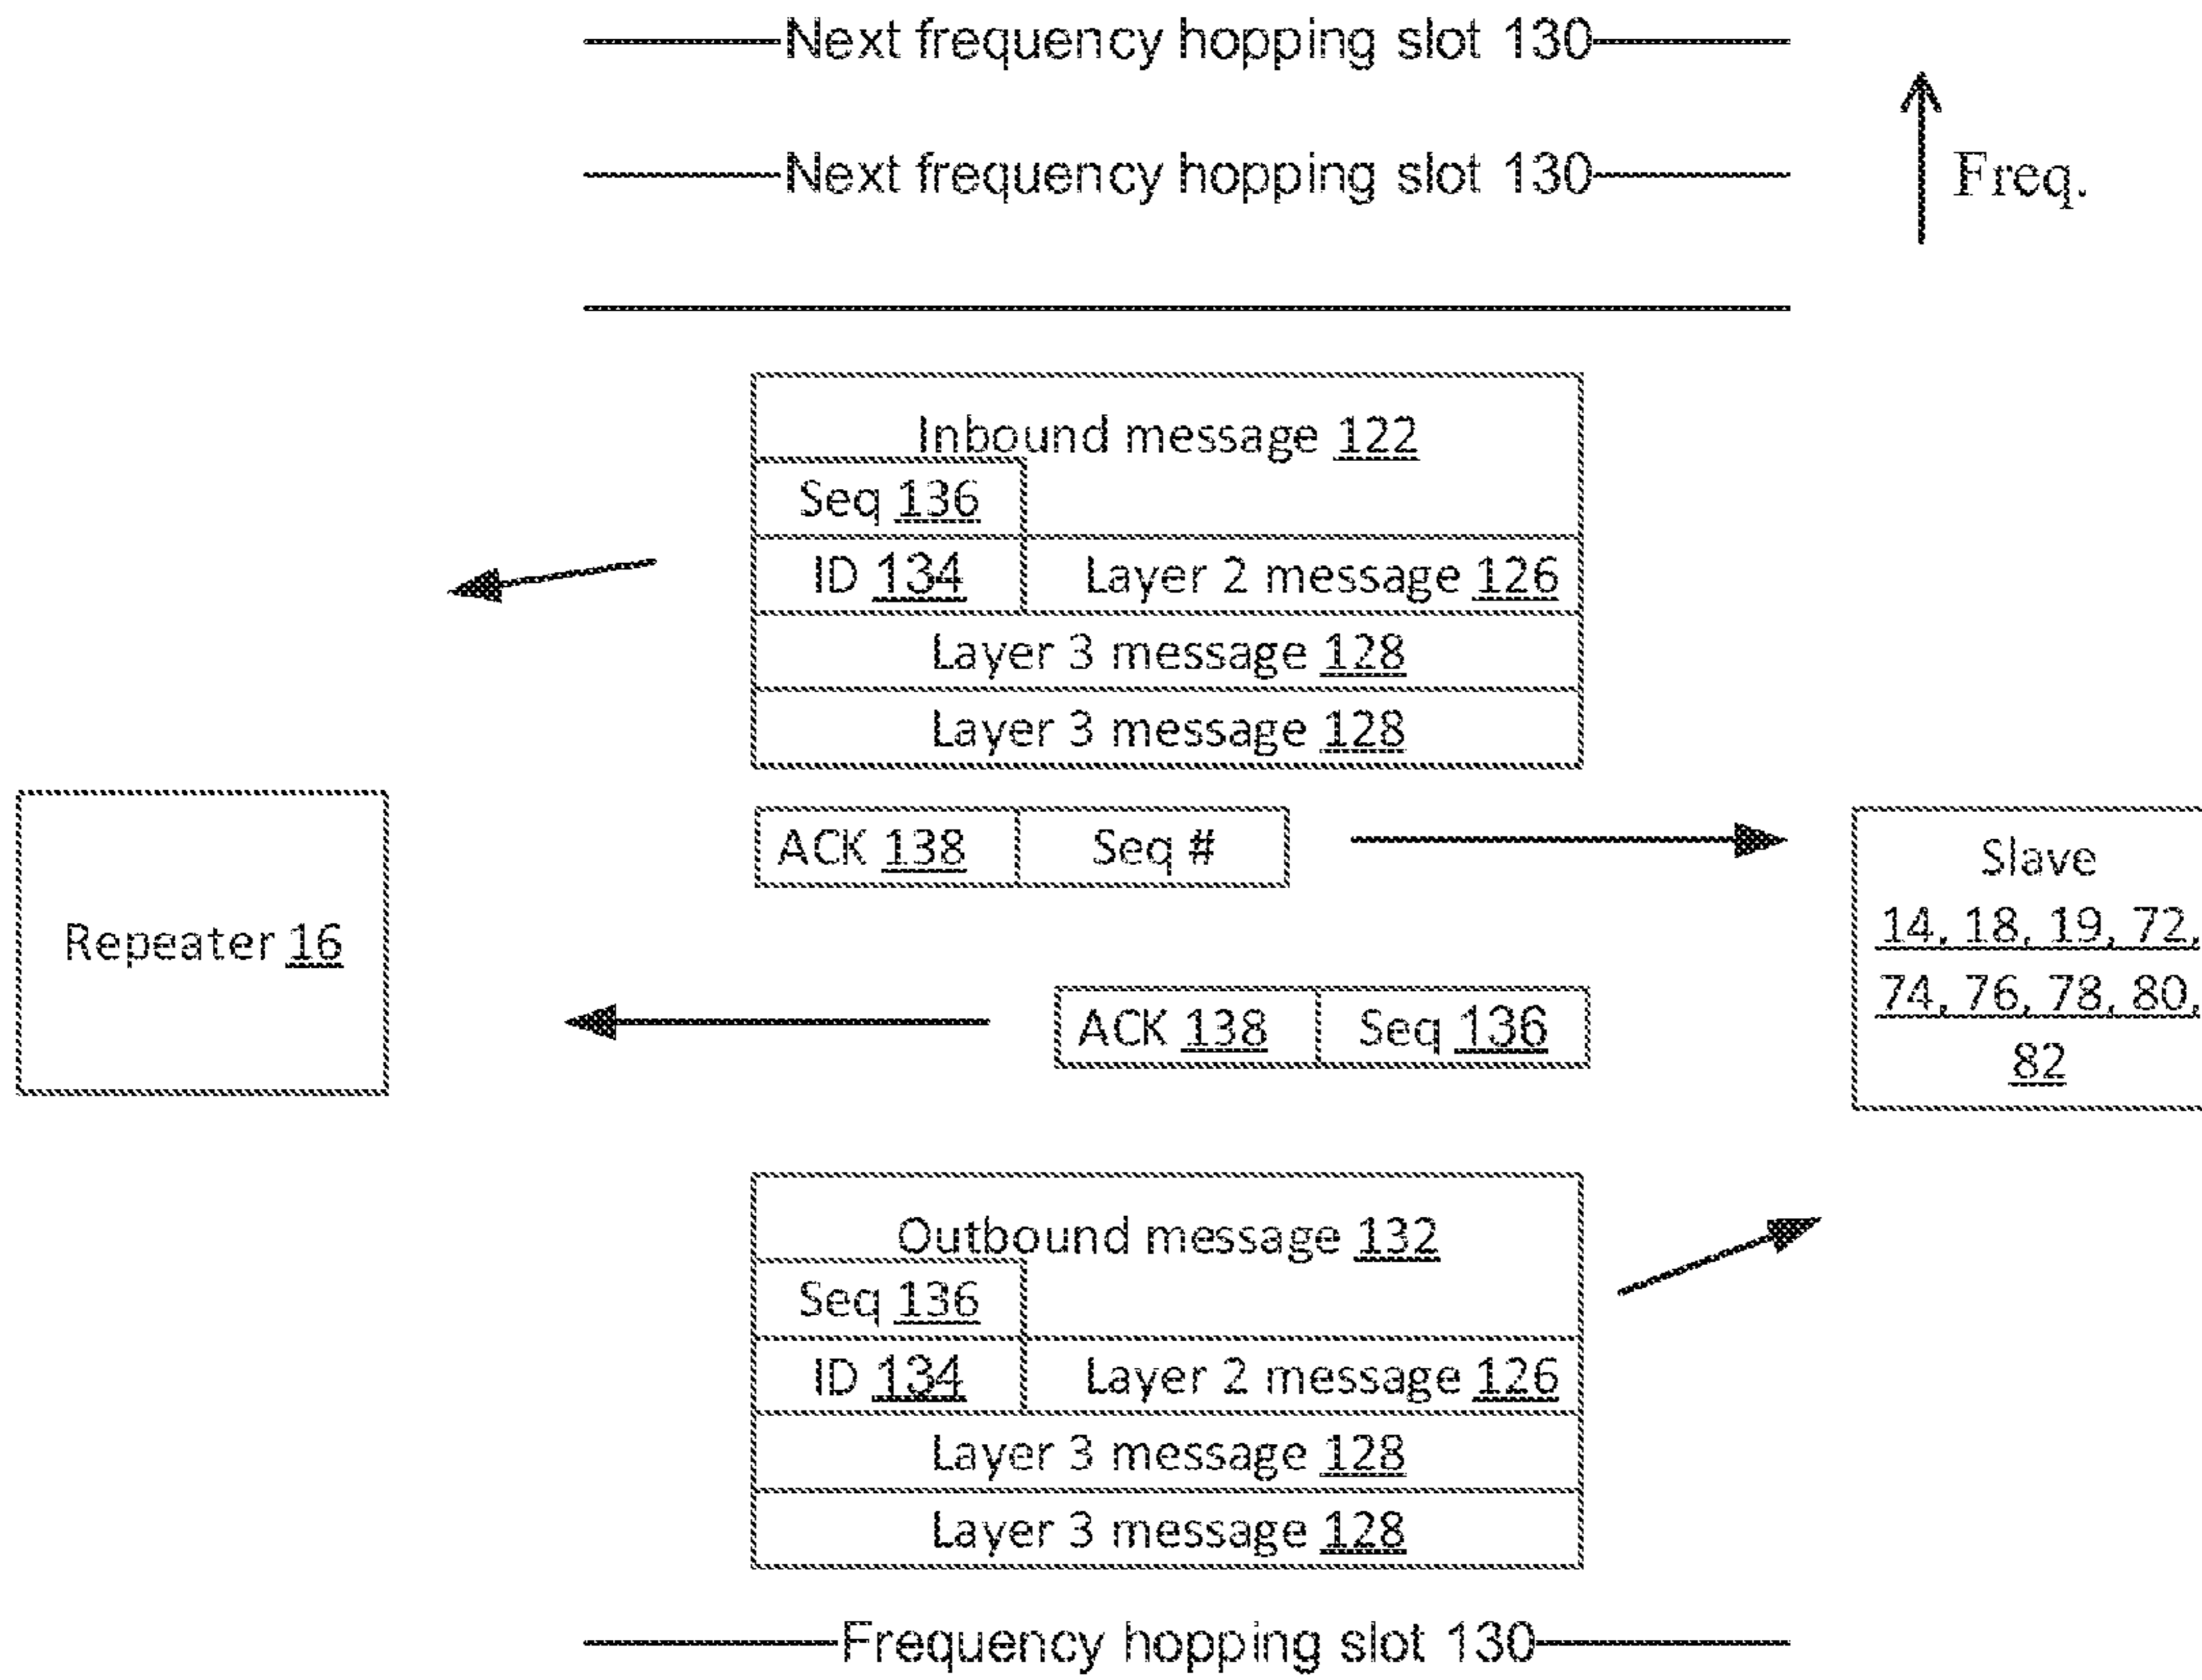 Next frequency hopping slot 130
Next frequency hopping slot 130
Freq.
Inbound message 122
Seq 136
ID 134 Layer 2 message 126
Layer 3 message 128
Layer 3 message 128
ACK 138 Seq #
Slave
14, 18, 19, 72,
74, 76, 78, 80,
82
Repeater 16
ACK 138 Seq 136
Outbound message 132
Seq 136
ID 134 Layer 2 message 126
Layer 3 message 128
Layer 3 message 128
Frequency hopping slot 130